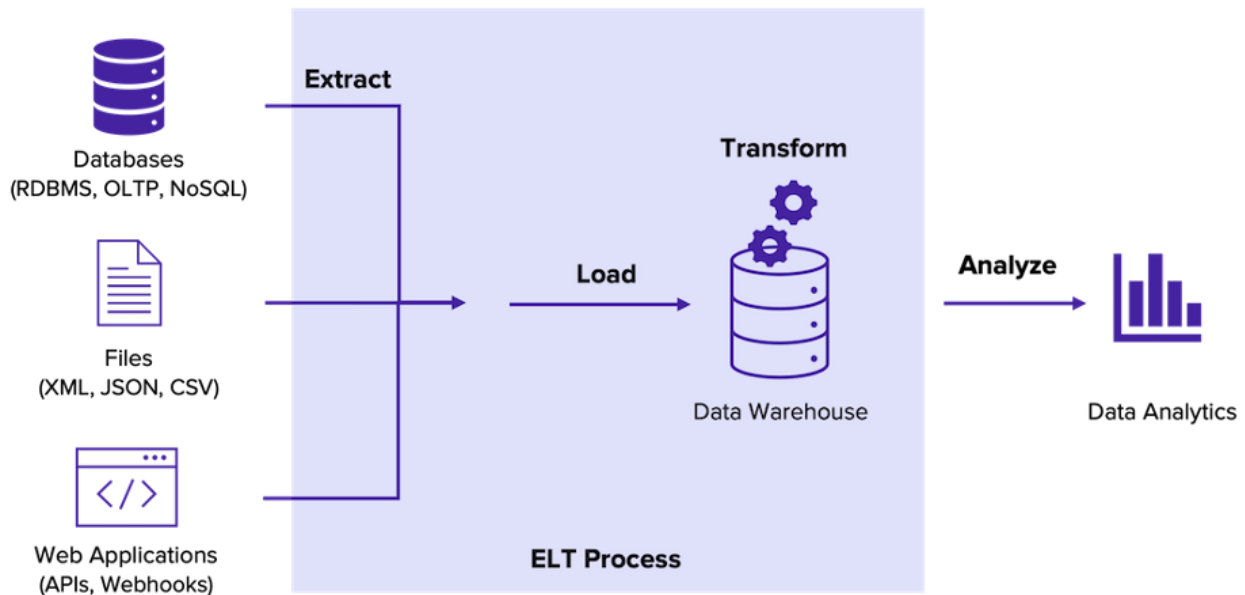 Extract
Databases
(RDBMS, OLTP, NoSQL)
Files
(XML, JSON, CSV)
</>
Web Applications
(APIs, Webhooks)
Load
Transform
Data Warehouse
ELT Process
Analyze
Data Analytics